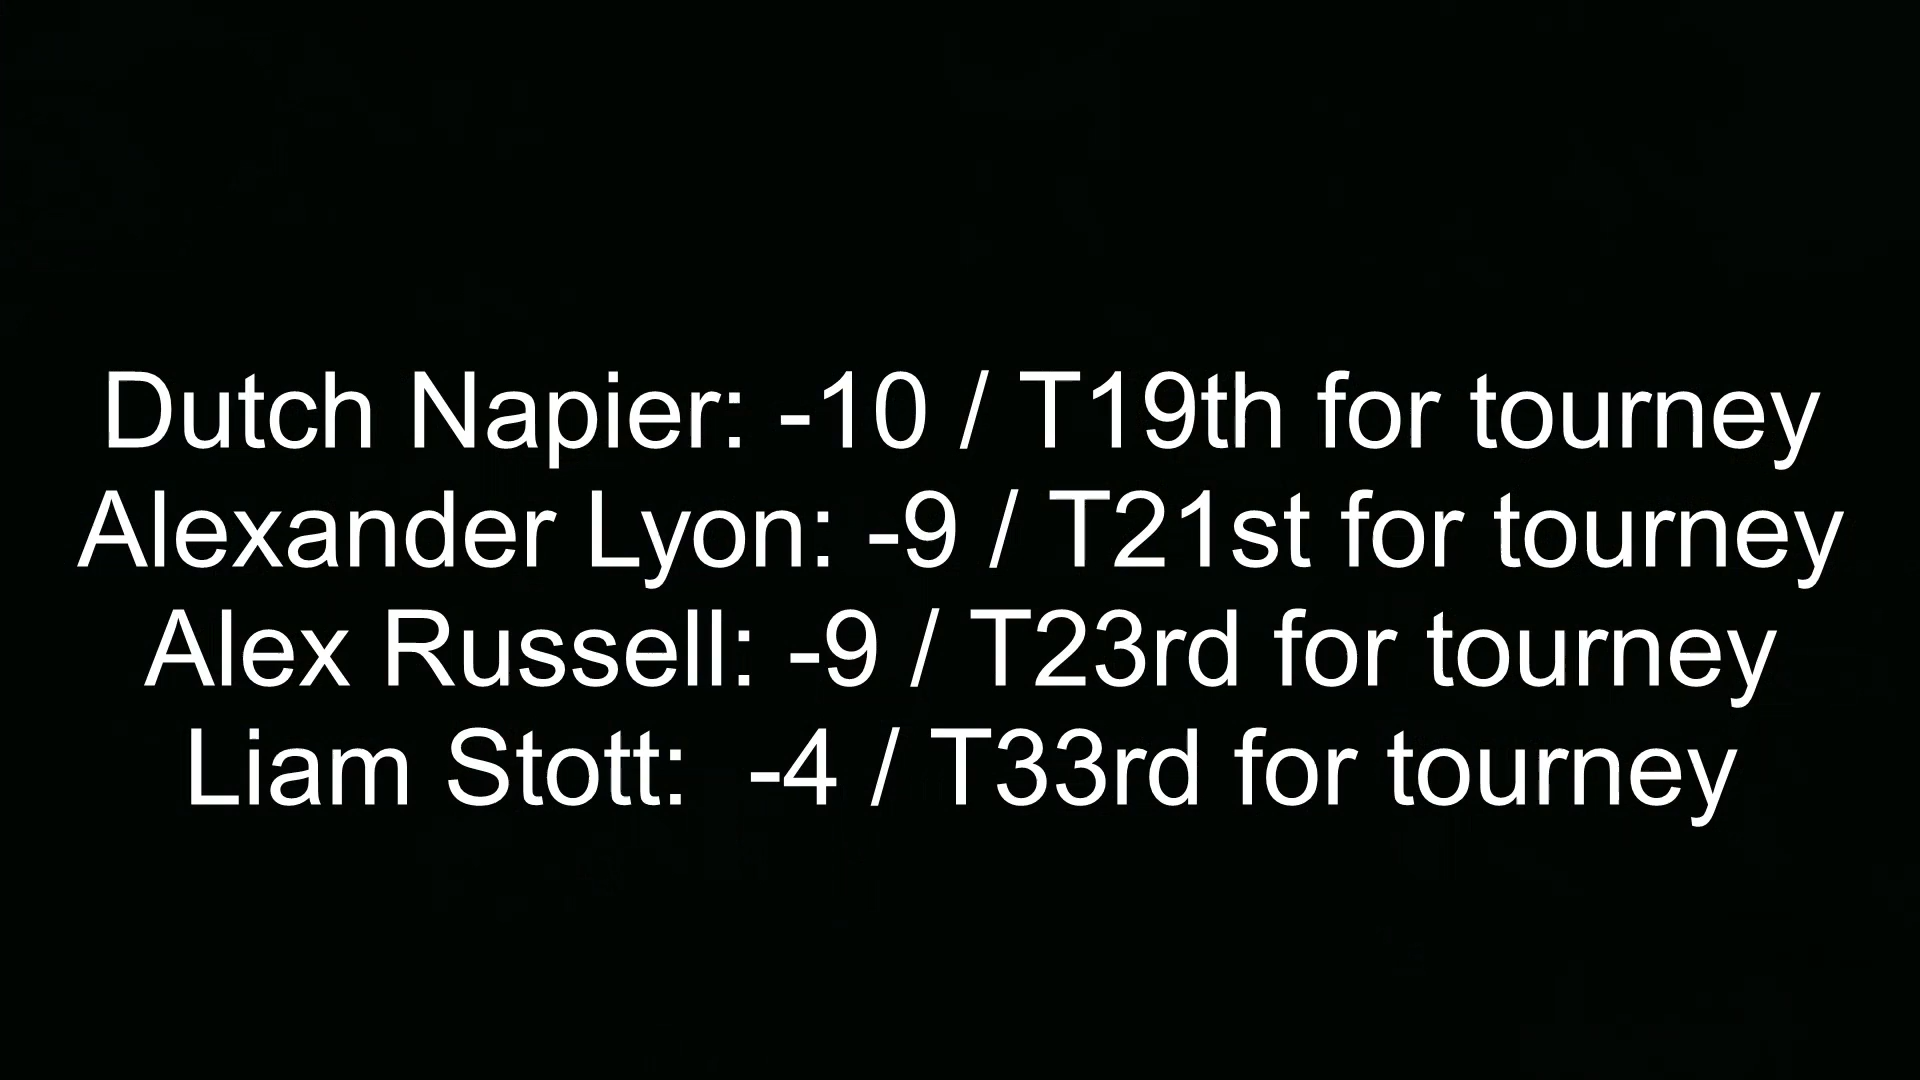 Dutch Napier: -10 / T19th for tourney
Alexander Lyon: -9 / T21st for tourney
Alex Russell: -9 / T23rd for tourney
Liam Stott:  -4 / T33rd for tourney